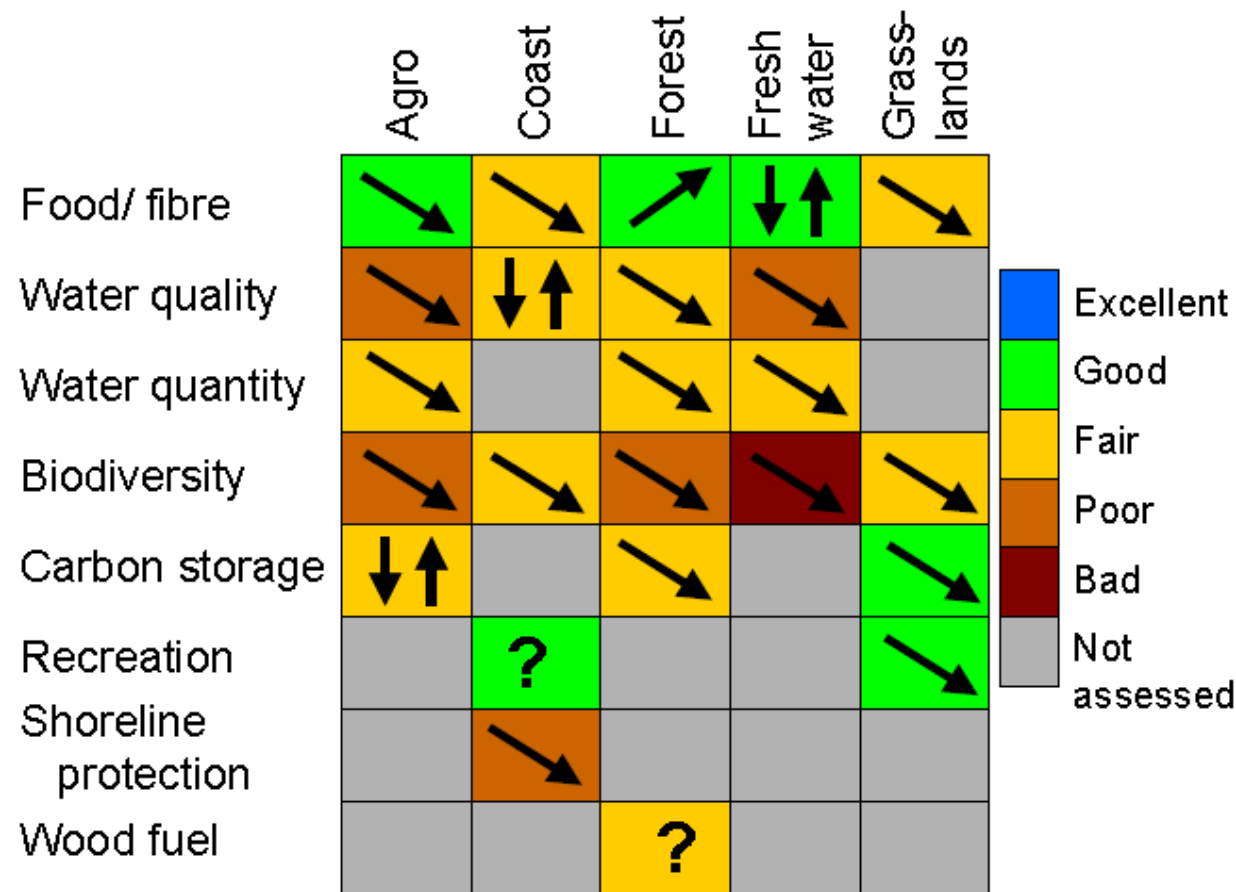 Agro
Coast
Forest
Fresh
water
Grass-
lands
Food/ fibre
Water quality
Water quantity
Biodiversity
Carbon storage
Recreation
?
Shoreline
protection
Wood fuel
?
Excellent
Good
Fair
Poor
Bad
Not
assessed